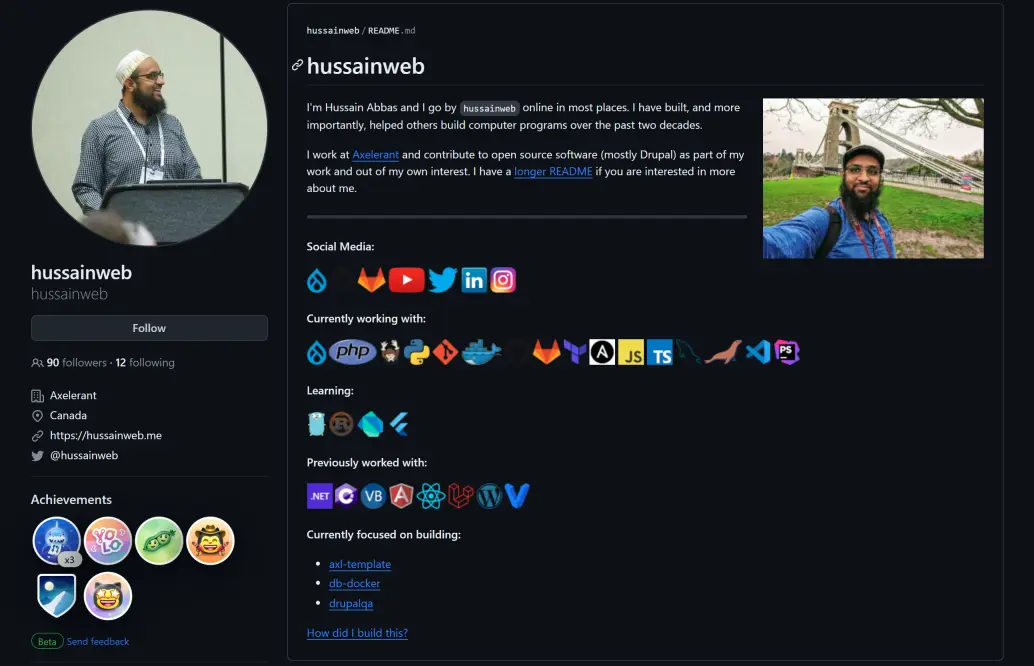 hussainweb
hussainweb
Follow
90 followers · 12 following
Axelerant
Canada
https://hussainweb.me
@hussainweb
Achievements
YOLO
x3
Beta Send feedback
hussainweb / README.md
hussainweb
I'm Hussain Abbas and I go by hussainweb online in most places. I have built, and more
importantly, helped others build computer programs over the past two decades.
I work at Axelerant and contribute to open source software (mostly Drupal) as part of my
work and out of my own interest. I have a longer README if you are interested in more
about me.
Social Media:
in
Currently working with:
php
A
JS
TS
PS
Learning:
R
Previously worked with:
.NET
C
VB
A
W
Currently focused on building:
axl-template
db-docker
drupalqa
How did I build this?